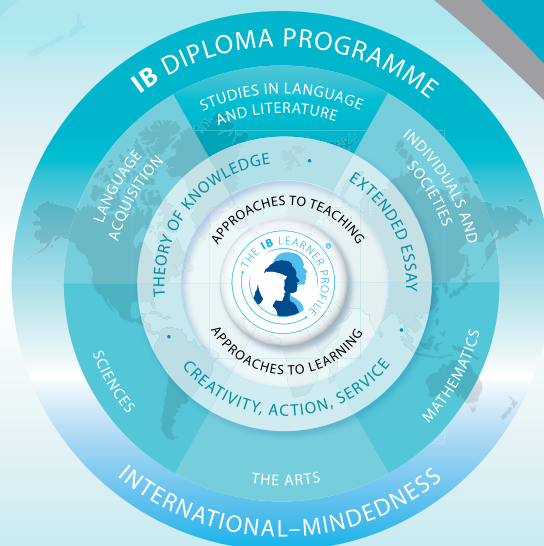 IB DIPLOMA PROGRAMME
STUDIES IN LANGUAGE
AND LITERATURE
LANGUAGE
ACQUISITION
INDIVIDUALS AND
SOCIETIES
THEORY OF KNOWLEDGE
•
EXTENDED ESSAY
•
APPROACHES TO TEACHING
THE IB LEARNER PROFILE
®
APPROACHES TO LEARNING
•
CREATIVITY, ACTION, SERVICE
SCIENCES
MATHEMATICS
THE ARTS
INTERNATIONAL–MINDEDNESS